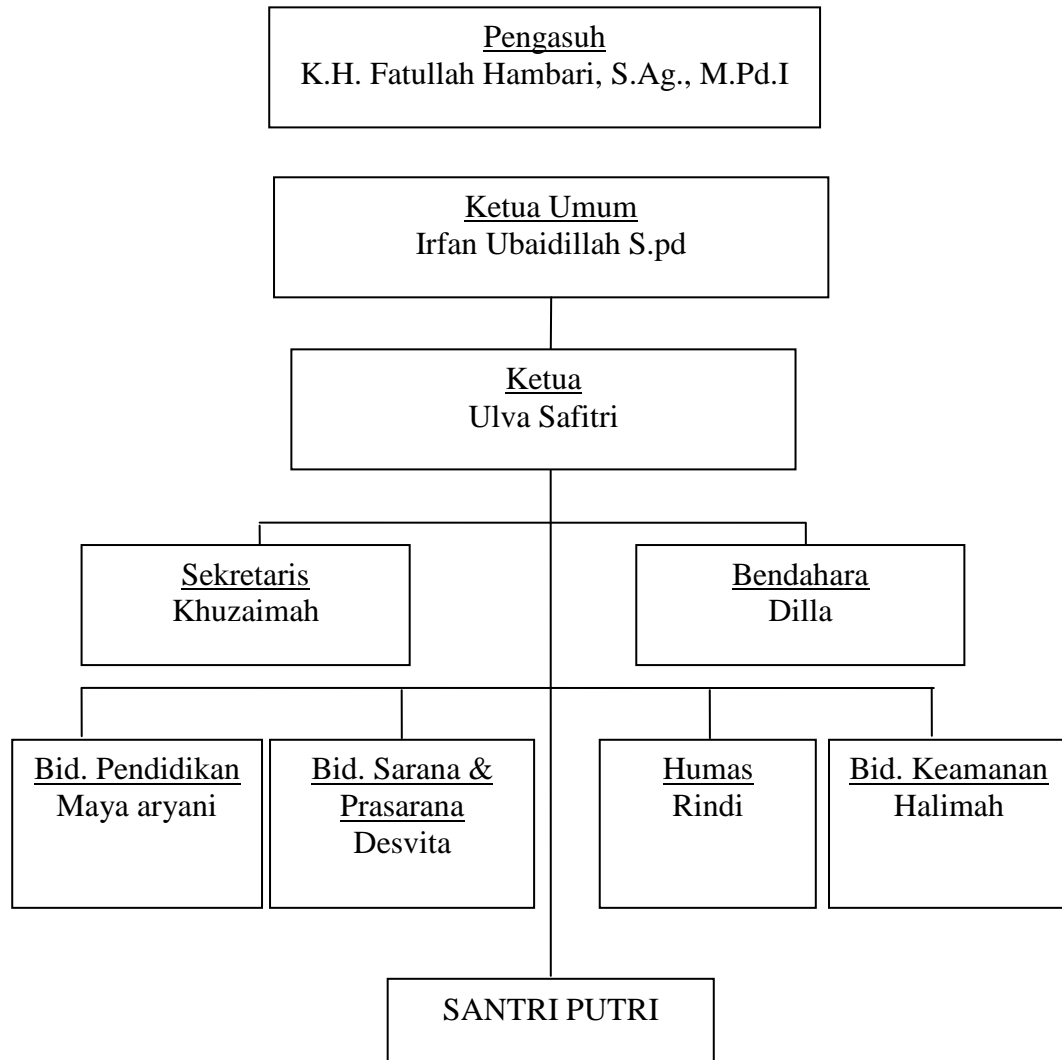 Pengasuh
K.H. Fatullah Hambari, S.Ag., M.Pd.I
Ketua Umum
Irfan Ubaidillah S.pd
Ketua
Ulva Safitri
Sekretaris
Khuzaimah
Bendahara
Dilla
Bid. Pendidikan
Maya aryani
Bid. Sarana &
Prasarana
Desvita
Humas
Rindi
Bid. Keamanan
Halimah
SANTRI PUTRI